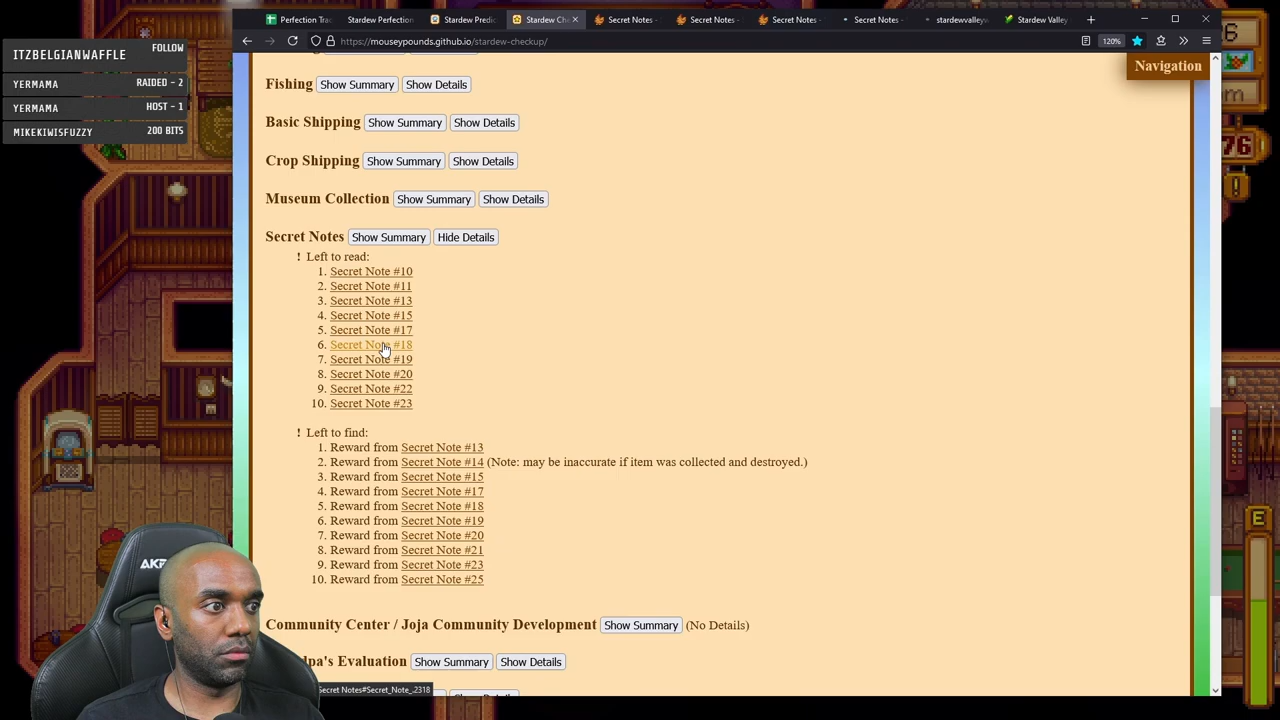 ITZBELGIANWAFFLE FOLLOW
YERMAMA RAIDED - 2
YERMAMA HOST - 1
MIKEKIWISFUZZY 200 BITS
Perfection Trac
Stardew Perfection
Stardew Predic
Stardew Che
Secret Notes -
Secret Notes -
Secret Notes -
Secret Notes -
stardewvalleyw
Stardew Valley
https://mouseypounds.github.io/stardew-checkup/
120%
Navigation
Fishing Show Summary Show Details
Basic Shipping Show Summary Show Details
Crop Shipping Show Summary Show Details
Museum Collection Show Summary Show Details
Secret Notes Show Summary Hide Details
! Left to read:
1. Secret Note #10
2. Secret Note #11
3. Secret Note #13
4. Secret Note #15
5. Secret Note #17
6. Secret Note #18
7. Secret Note #19
8. Secret Note #20
9. Secret Note #22
10. Secret Note #23
! Left to find:
1. Reward from Secret Note #13
2. Reward from Secret Note #14 (Note: may be inaccurate if item was collected and destroyed.)
3. Reward from Secret Note #15
4. Reward from Secret Note #17
5. Reward from Secret Note #18
6. Reward from Secret Note #19
7. Reward from Secret Note #20
8. Reward from Secret Note #21
9. Reward from Secret Note #23
10. Reward from Secret Note #25
Community Center / Joja Community Development Show Summary (No Details)
dpa's Evaluation Show Summary Show Details
Secret Notes#Secret_Note_.2318
AK
E
76